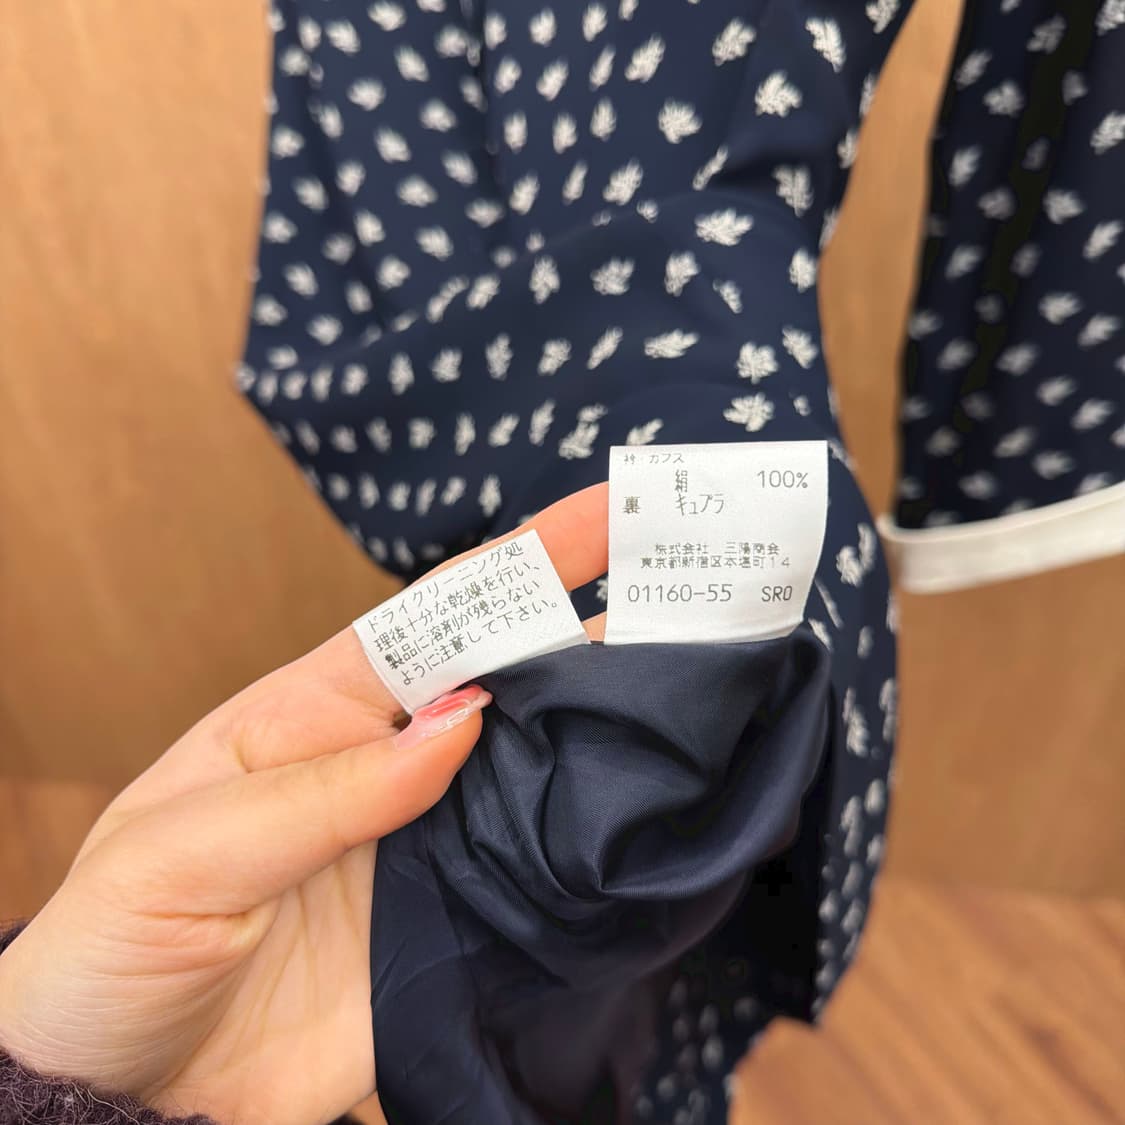 ドライクリーニング処
理後十分な乾燥を行い、
製品に溶剤が残らない
ように注意して下さい。
衿 カフス
絹 100%
裏 キュプラ
株式会社 三陽商会
東京都新宿区本塩町14
01160-55 SR0